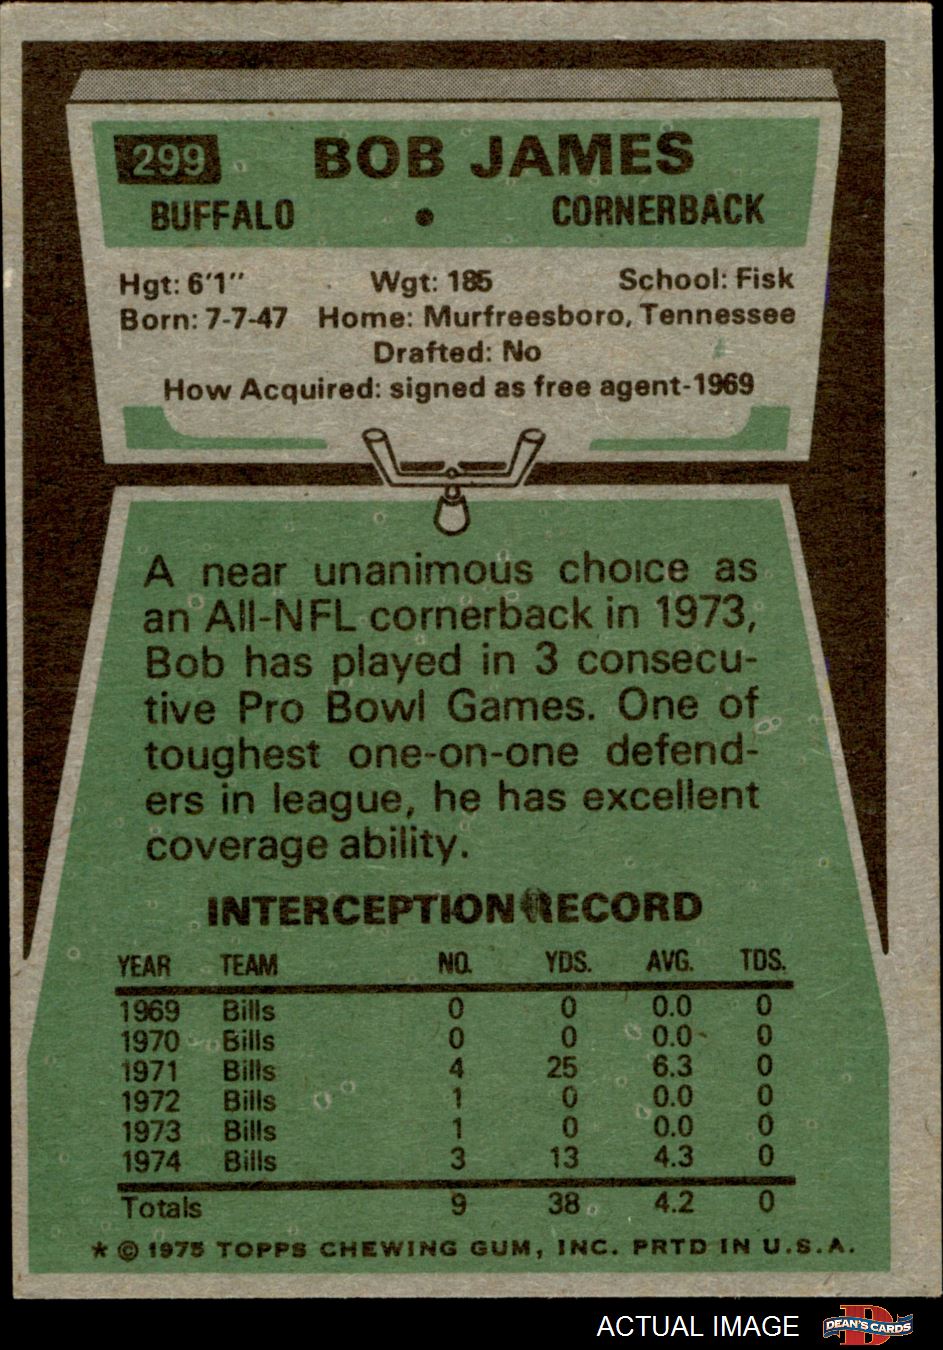 299 BOB JAMES
BUFFALO • CORNERBACK
Hgt: 6'1" Wgt: 185 School: Fisk
Born: 7-7-47 Home: Murfreesboro, Tennessee
Drafted: No
How Acquired: signed as free agent-1969
A near unanimous choice as
an All-NFL cornerback in 1973,
Bob has played in 3 consecu-
tive Pro Bowl Games. One of
toughest one-on-one defend-
ers in league, he has excellent
coverage ability.
INTERCEPTION RECORD
YEAR TEAM NO. YDS. AVG. TDS.
1969 Bills 0 0 0.0 0
1970 Bills 0 0 0.0 0
1971 Bills 4 25 6.3 0
1972 Bills 1 0 0.0 0
1973 Bills 1 0 0.0 0
1974 Bills 3 13 4.3 0
Totals 9 38 4.2 0
* © 1975 TOPPS CHEWING GUM, INC. PRTD IN U.S.A.
ACTUAL IMAGE D DEAN'S CARDS